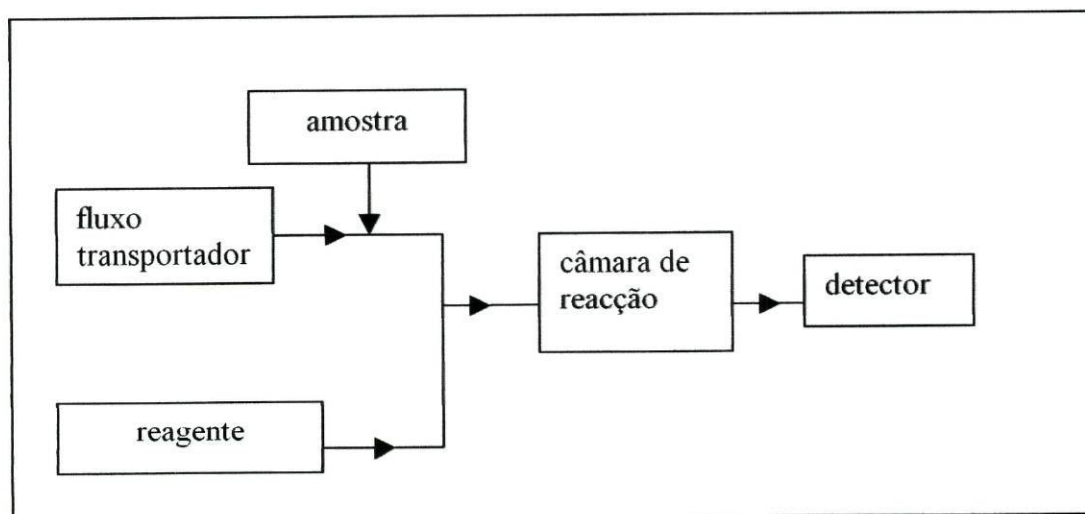 amostra
fluxo
transportador
câmara de
reacção
detector
reagente